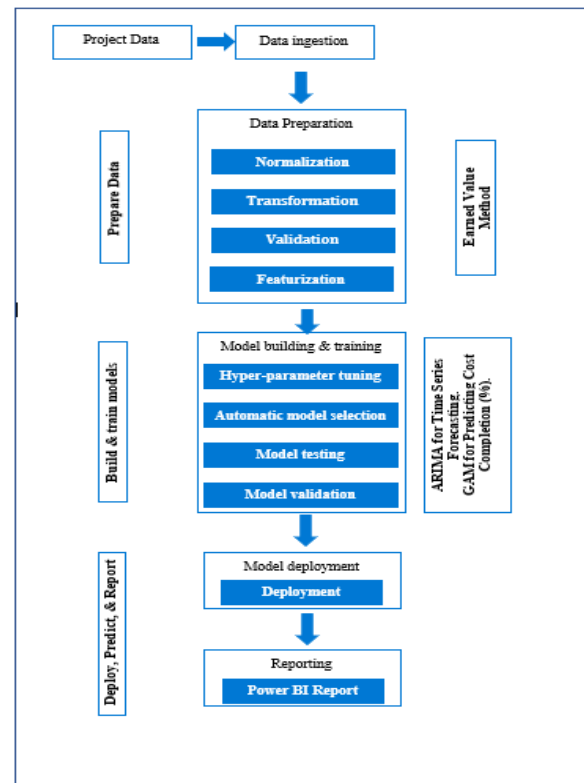 Project Data
Data ingestion
Prepare Data
Data Preparation
Normalization
Transformation
Validation
Featurization
Earned Value
Method
Build & train models
Model building & training
Hyper-parameter tuning
Automatic model selection
Model testing
Model validation
ARIMA for Time Series
Forecasting.
GAM for Predicting Cost
Completion (%).
Deploy, Predict, & Report
Model deployment
Deployment
Reporting
Power BI Report